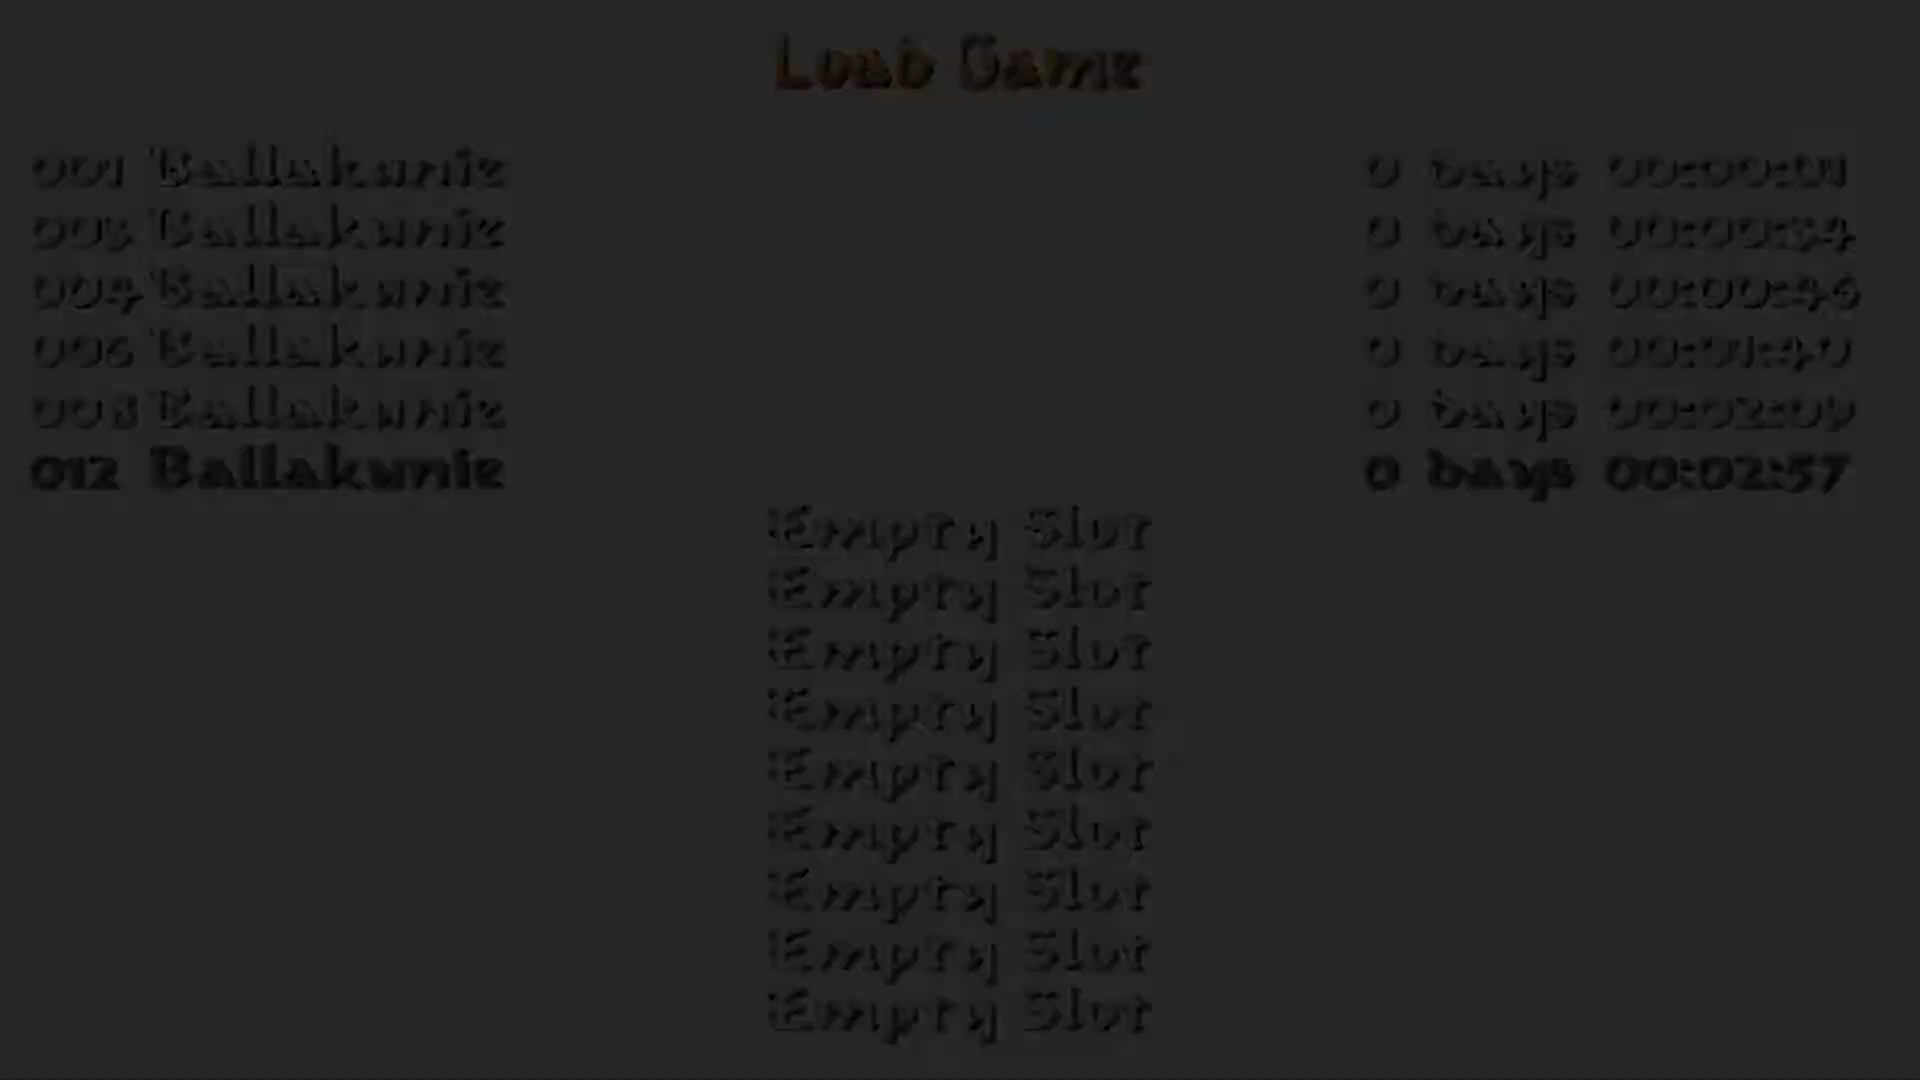 Load Game
001 Ballakunie 0 days 00:00:01
003 Ballakunie 0 days 00:00:34
004 Ballakunie 0 days 00:00:46
006 Ballakunie 0 days 00:01:40
008 Ballakunie 0 days 00:02:09
012 Ballakunie 0 days 00:02:57
Empty Slot
Empty Slot
Empty Slot
Empty Slot
Empty Slot
Empty Slot
Empty Slot
Empty Slot
Empty Slot